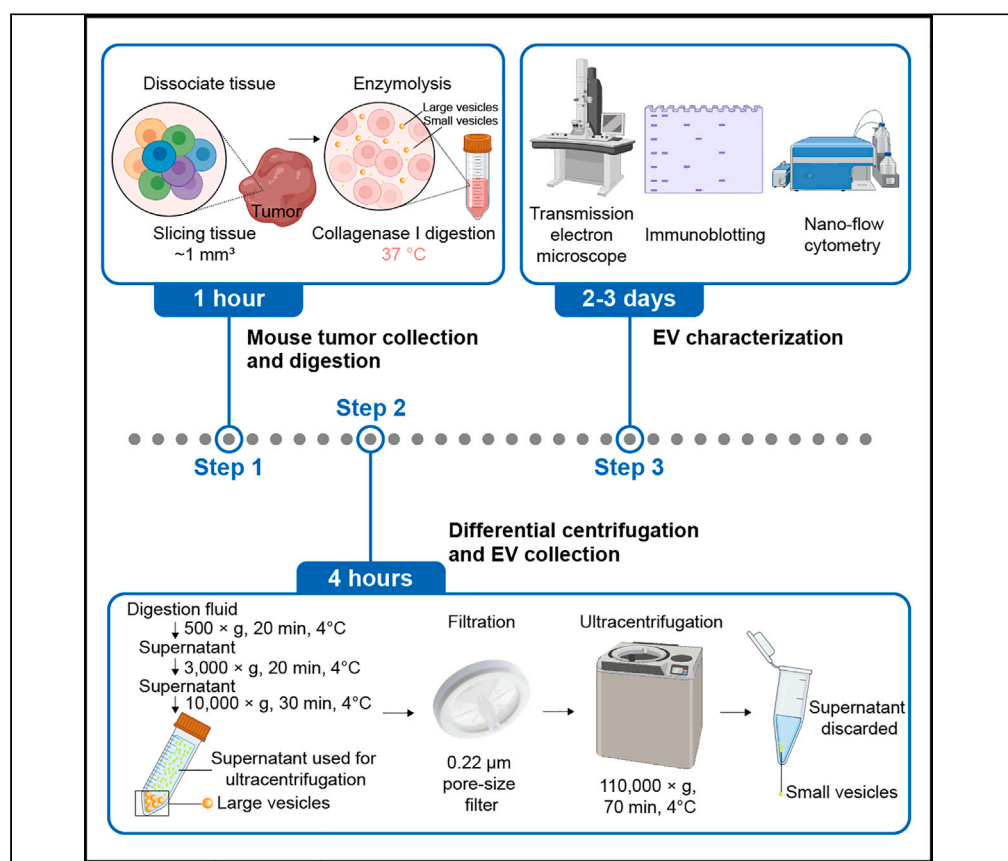 Dissociate tissue
Enzymolysis
Large vesicles
Small vesicles
Tumor
Slicing tissue
~1 mm³
Collagenase I digestion
37 °C
1 hour
Mouse tumor collection
and digestion
Transmission
electron
microscope
Immunoblotting
Nano-flow
cytometry
2-3 days
EV characterization
Step 2
Step 1
Step 3
Differential centrifugation
and EV collection
4 hours
Digestion fluid
↓ 500 × g, 20 min, 4°C
Supernatant
↓ 3,000 × g, 20 min, 4°C
Supernatant
↓ 10,000 × g, 30 min, 4°C
Supernatant used for
ultracentrifugation
Large vesicles
Filtration
0.22 µm
pore-size
filter
Ultracentrifugation
110,000 × g,
70 min, 4°C
Supernatant
discarded
Small vesicles